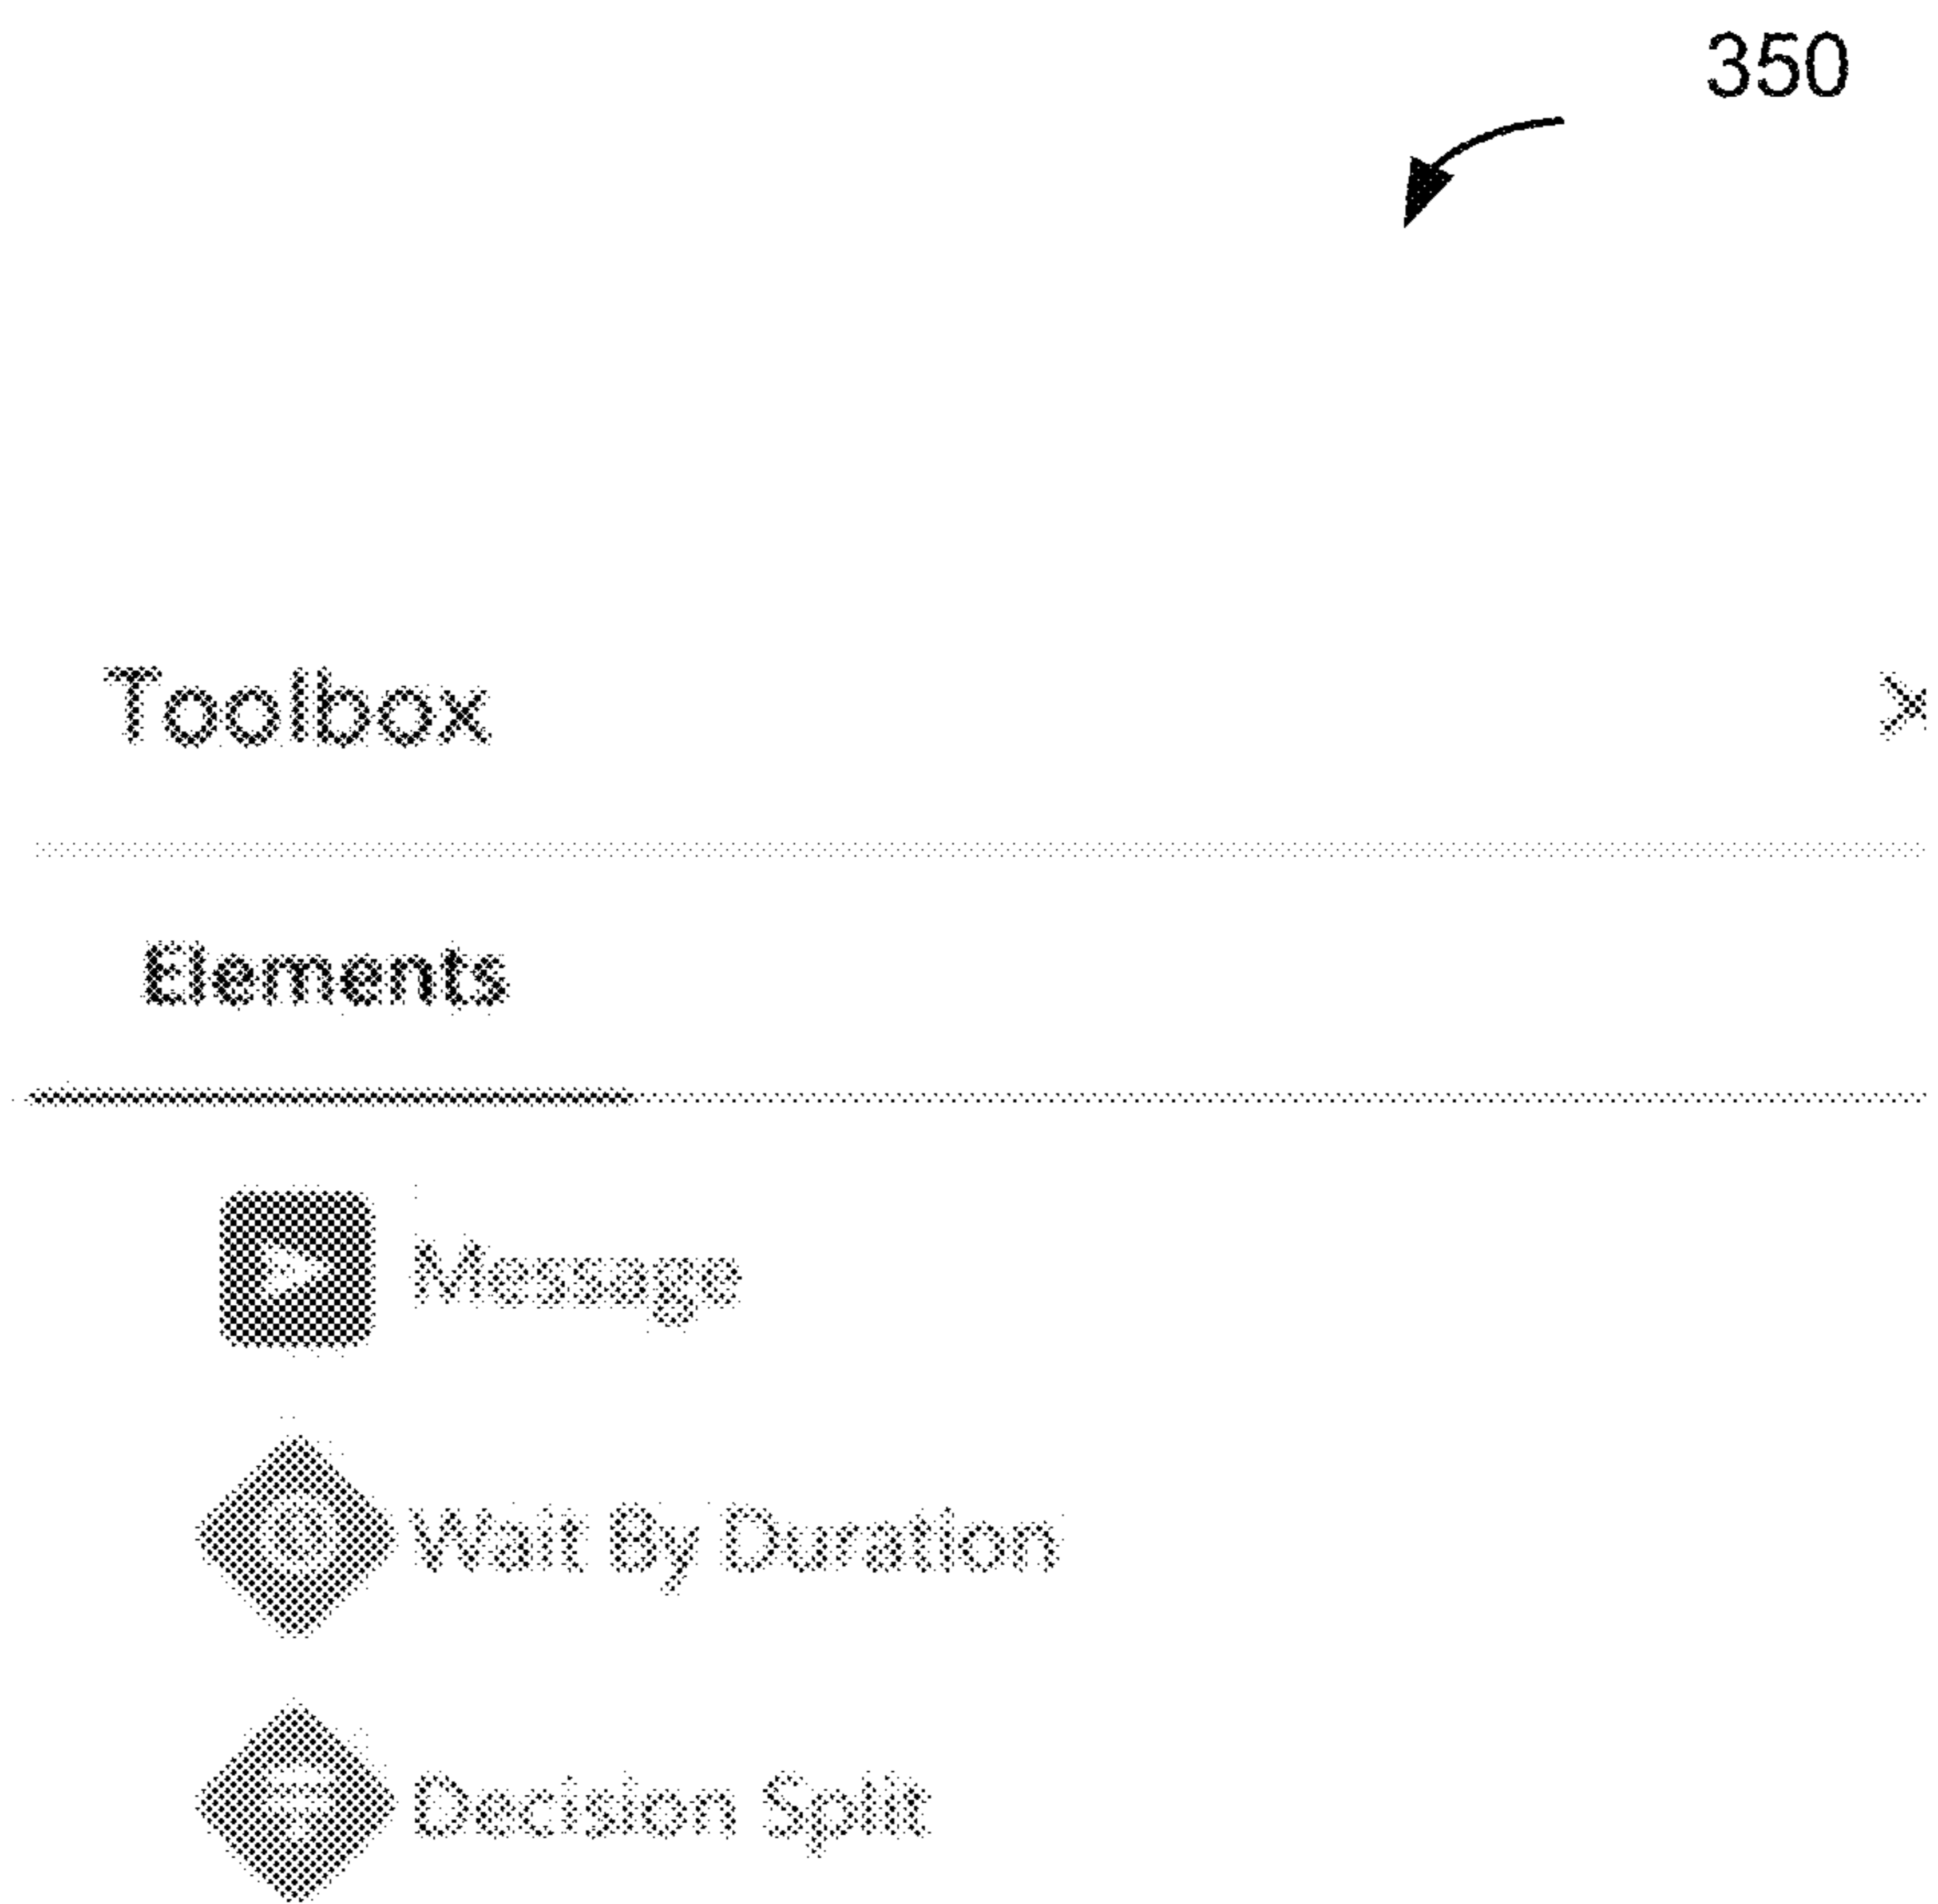 350
Toolbox
Elements
Message
Wait By Duration
Decision Split